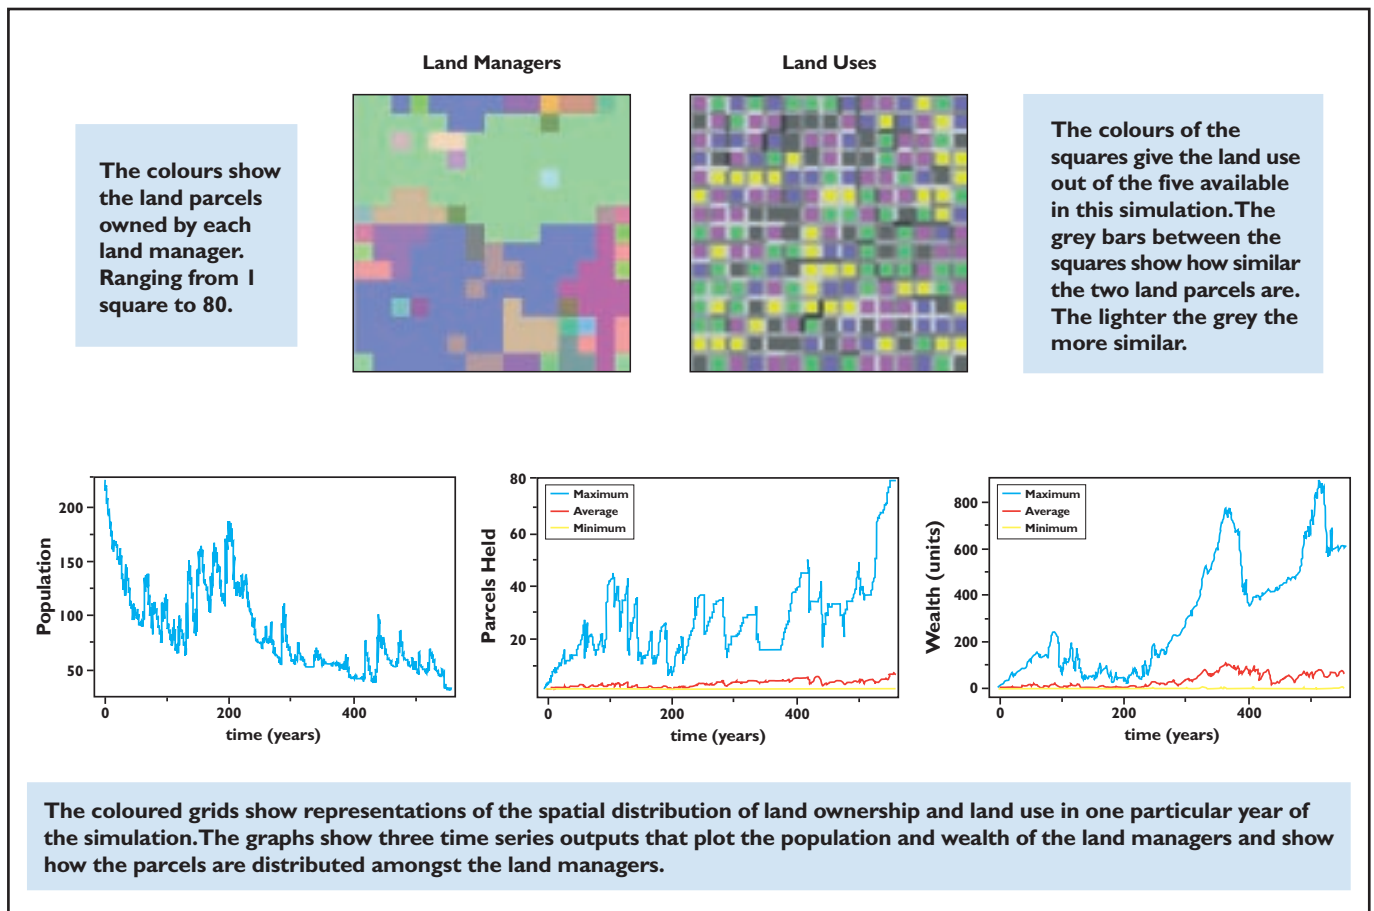 Land Managers
Land Uses
The colours show
the land parcels
owned by each
land manager.
Ranging from 1
square to 80.
The colours of the
squares give the land use
out of the five available
in this simulation. The
grey bars between the
squares show how similar
the two land parcels are.
The lighter the grey the
more similar.
Population
200
150
100
50
0
200
400
time (years)
Parcels Held
80
60
40
20
Maximum
Average
Minimum
0
200
400
time (years)
Wealth (units)
800
600
400
200
0
Maximum
Average
Minimum
0
200
400
time (years)
The coloured grids show representations of the spatial distribution of land ownership and land use in one particular year of
the simulation. The graphs show three time series outputs that plot the population and wealth of the land managers and show
how the parcels are distributed amongst the land managers.